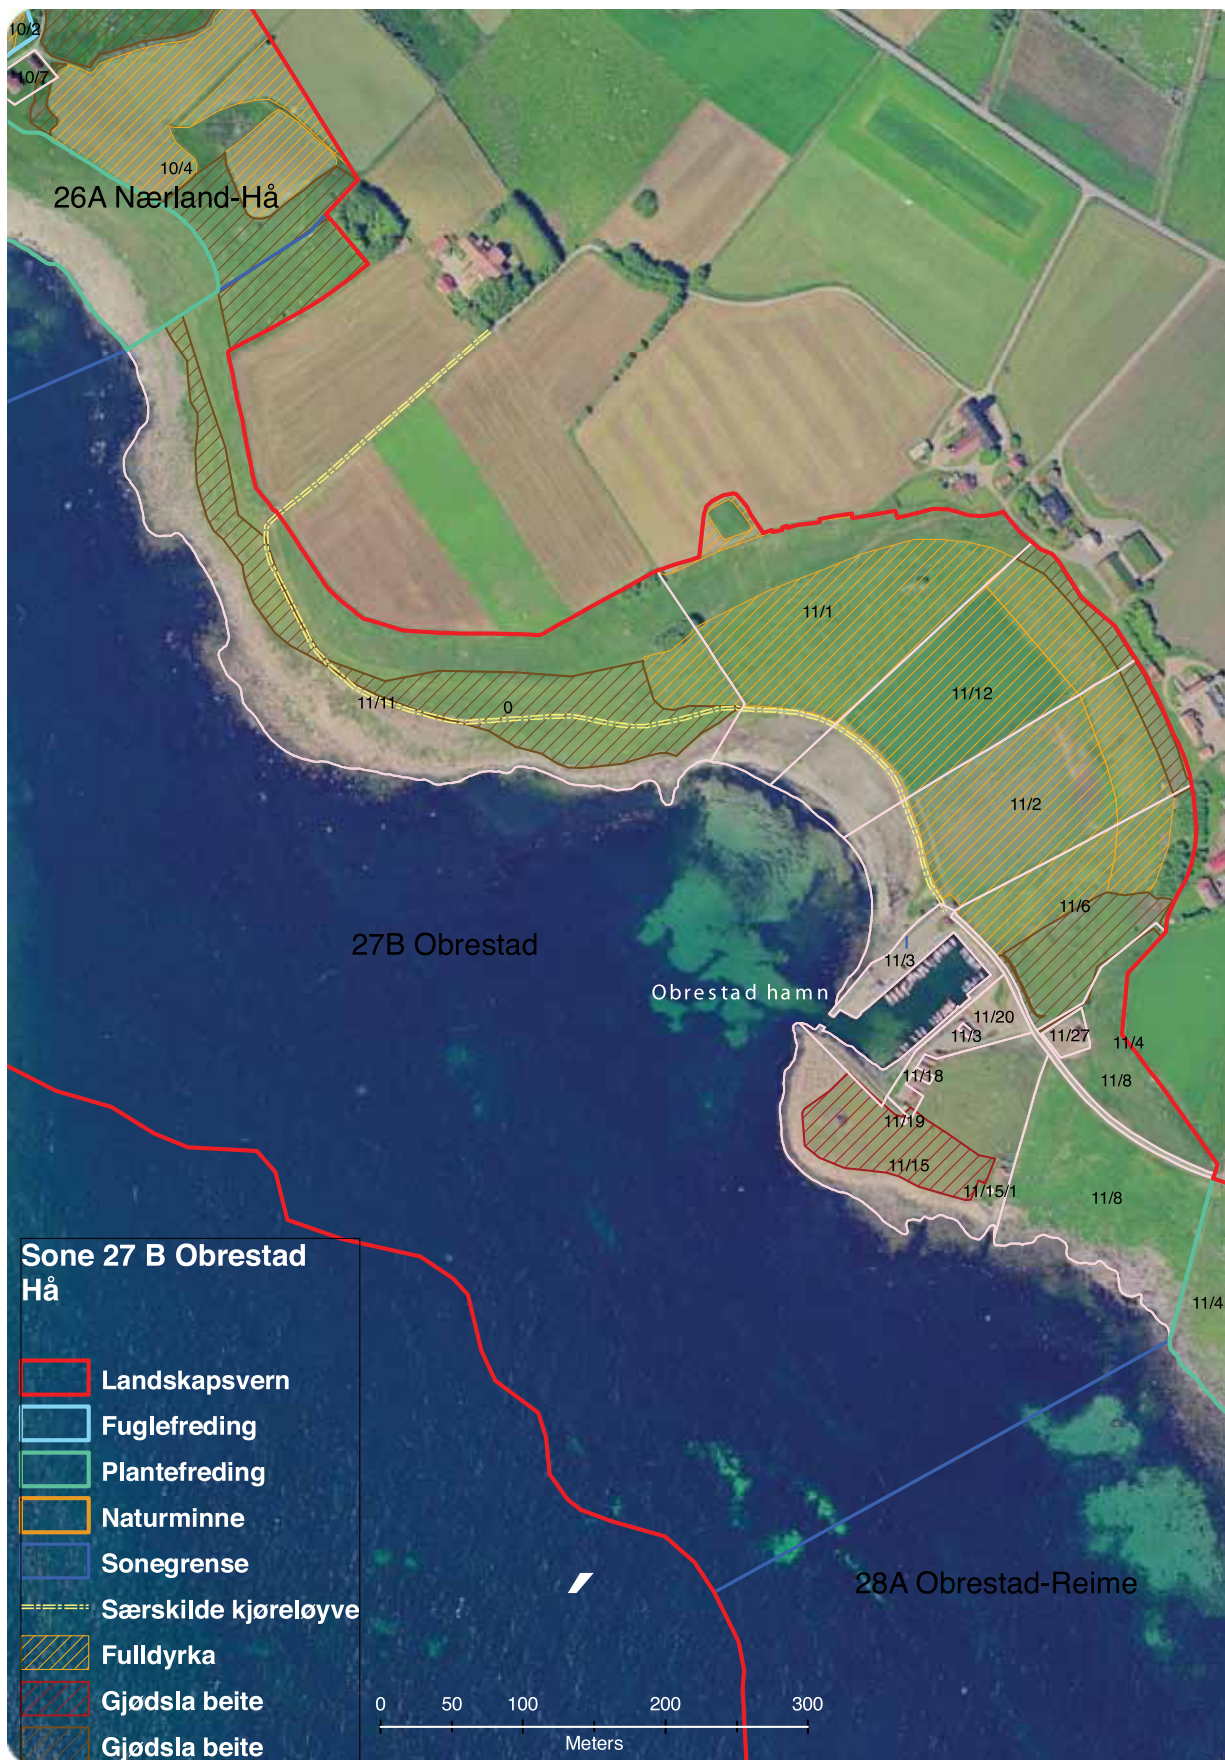 10/2
10/7
10/4
26A Nærland-Hå
11/1
11/12
11/11
0
11/2
11/6
27B Obrestad
11/3
Obrestad hamn
11/20
11/3
11/27
11/4
11/18
11/8
11/19
11/15
11/15/1
11/8
11/4
Sone 27 B Obrestad
Hå
Landskapsvern
Fuglefreding
Plantefreding
Naturminne
Sonegrense
Særskilde kjøreløyve
Fulldyrka
Gjødsla beite
Gjødsla beite
28A Obrestad-Reime
0 50 100 200 300
Meters